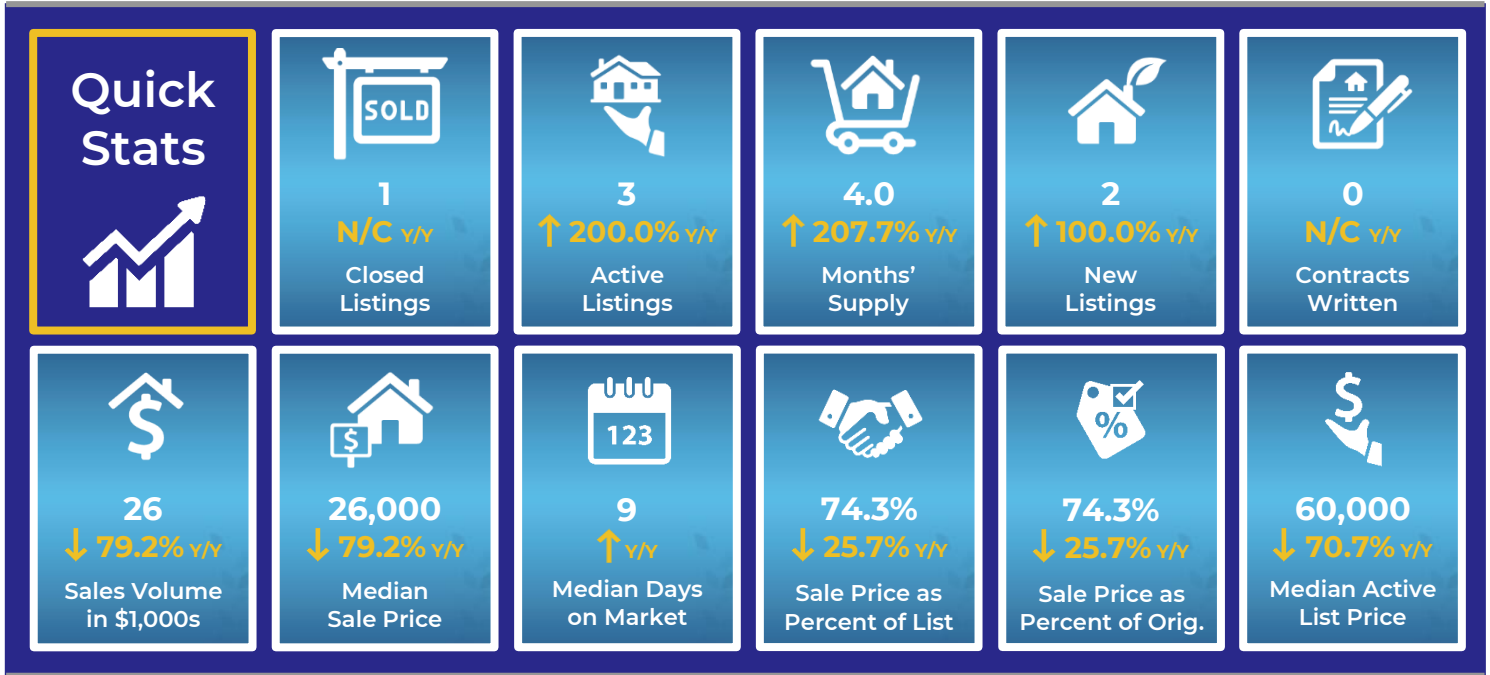 Quick
Stats
SOLD
1
N/C Y/Y
Closed
Listings
3
↑ 200.0% Y/Y
Active
Listings
4.0
↑ 207.7% Y/Y
Months’
Supply
2
↑ 100.0% Y/Y
New
Listings
0
N/C Y/Y
Contracts
Written
$
26
↓ 79.2% Y/Y
Sales Volume
in $1,000s
$
26,000
↓ 79.2% Y/Y
Median
Sale Price
123
9
↑ Y/Y
Median Days
on Market
74.3%
↓ 25.7% Y/Y
Sale Price as
Percent of List
%
74.3%
↓ 25.7% Y/Y
Sale Price as
Percent of Orig.
$
60,000
↓ 70.7% Y/Y
Median Active
List Price